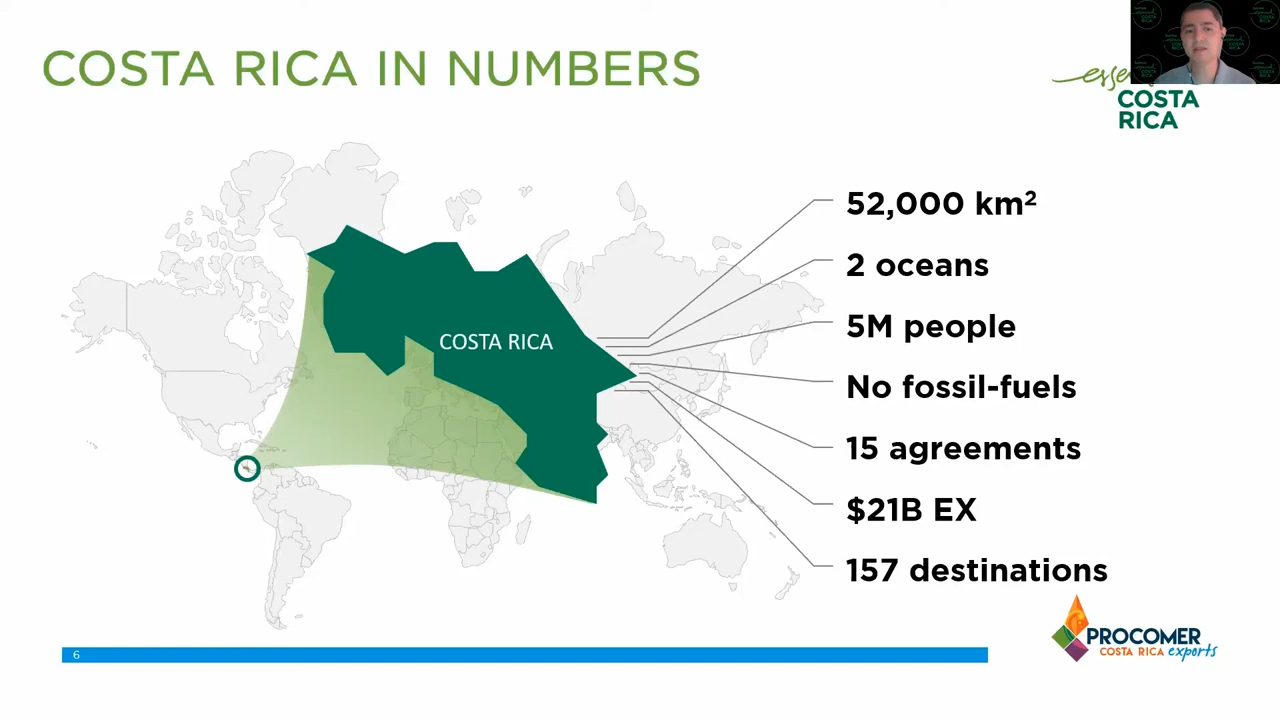 COSTA RICA IN NUMBERS
COSTA
RICA
COSTA RICA
52,000 km²
2 oceans
5M people
No fossil-fuels
15 agreements
$21B EX
157 destinations
6
PROCOMER
COSTA RICA exports